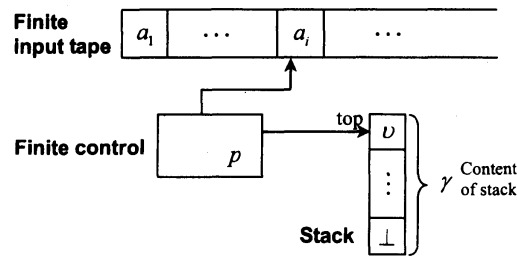 Finite
input tape
a₁ ⋯ aᵢ ⋯
Finite control
p
top
υ
⋮
⊥
Stack
γ Content
of stack